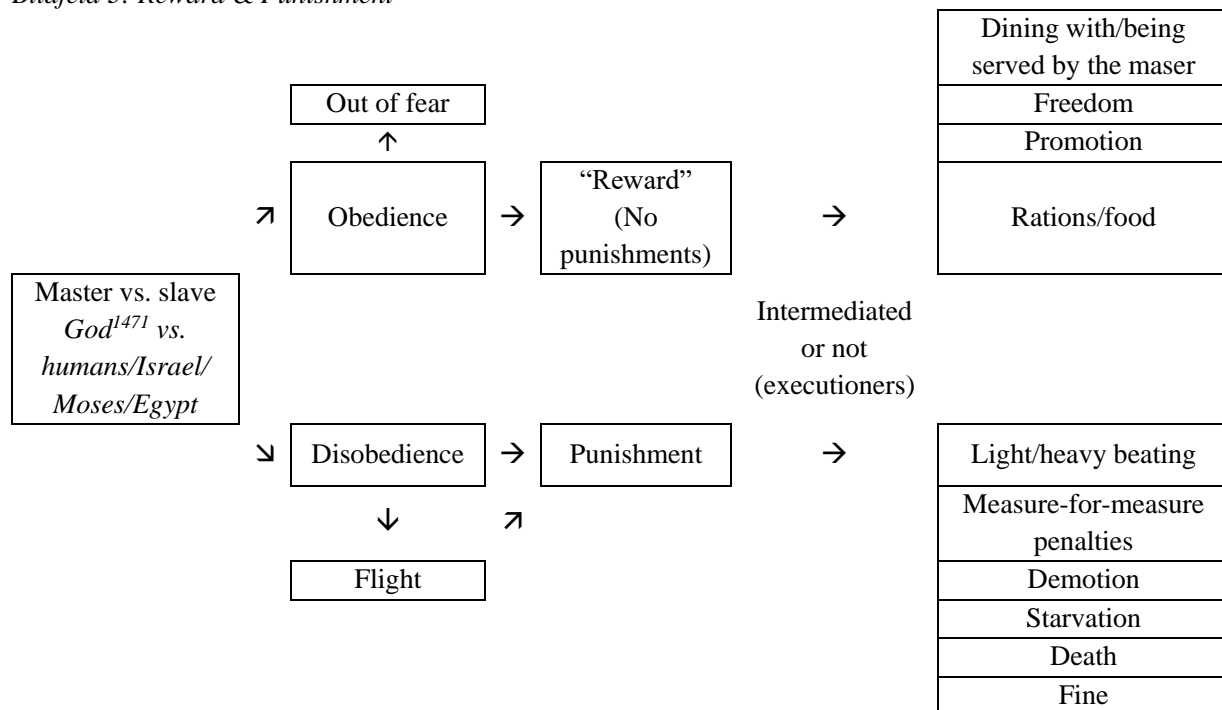 Reward & Punishment
Dining with/being
served by the maser
Out of fear
Freedom
Promotion
Obedience
“Reward”
(No
punishments)
Rations/food
Master vs. slave
God1471 vs.
humans/Israel/
Moses/Egypt
Intermediated
or not
(executioners)
Disobedience
Punishment
Light/heavy beating
Measure-for-measure
penalties
Flight
Demotion
Starvation
Death
Fine